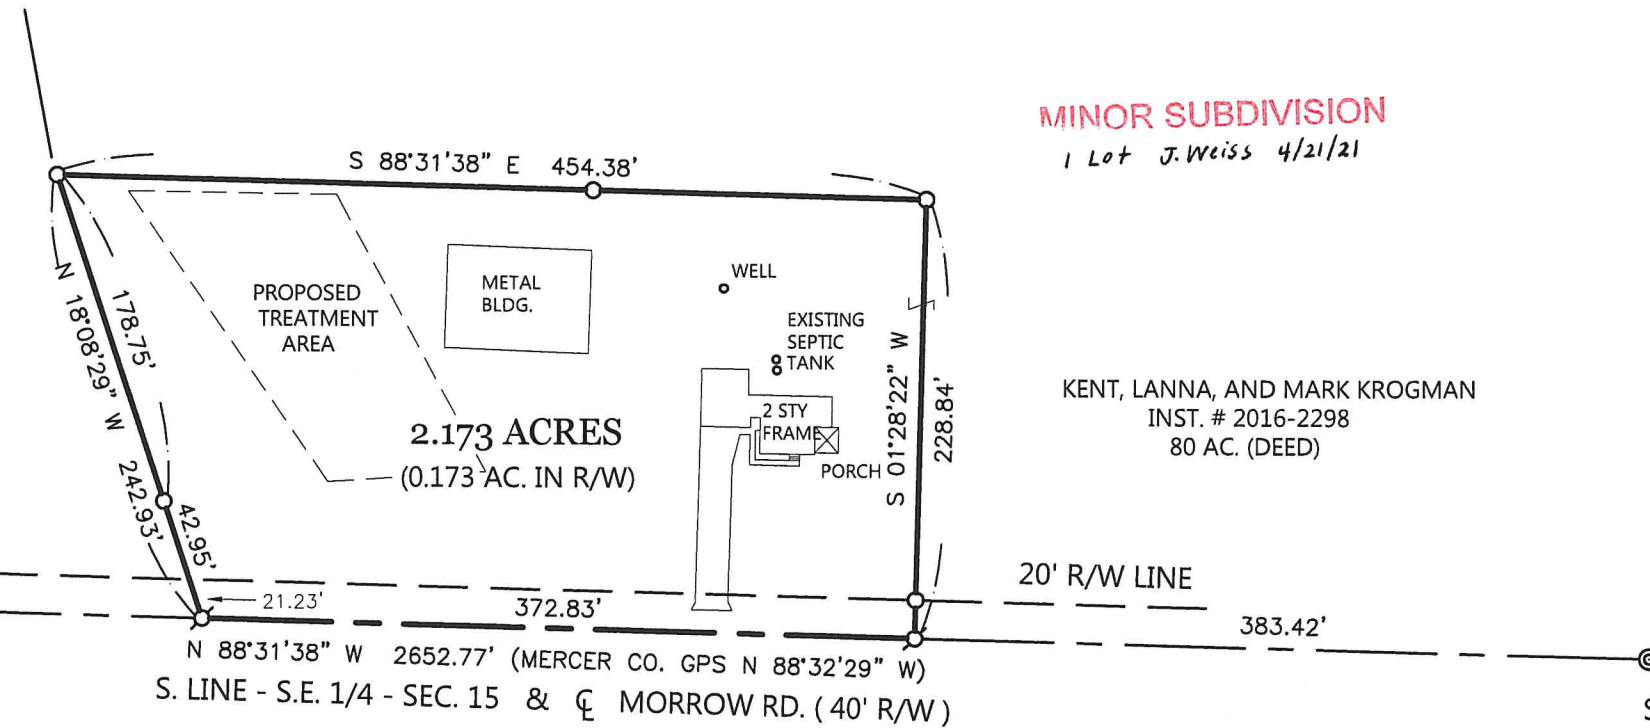 MINOR SUBDIVISION
1 Lot J. Weiss 4/21/21
S 88°31'38" E 454.38'
N 18°08'29" W
178.75'
242.93'
42.95'
21.23'
PROPOSED
TREATMENT
AREA
METAL
BLDG.
WELL
EXISTING
SEPTIC
TANK
2 STY
FRAME
PORCH
2.173 ACRES
(0.173 AC. IN R/W)
S 01°28'22" W
228.84'
KENT, LANNA, AND MARK KROGMAN
INST. # 2016-2298
80 AC. (DEED)
20' R/W LINE
372.83'
383.42'
N 88°31'38" W 2652.77' (MERCER CO. GPS N 88°32'29" W)
S. LINE - S.E. 1/4 - SEC. 15 & ℄ MORROW RD. ( 40' R/W )